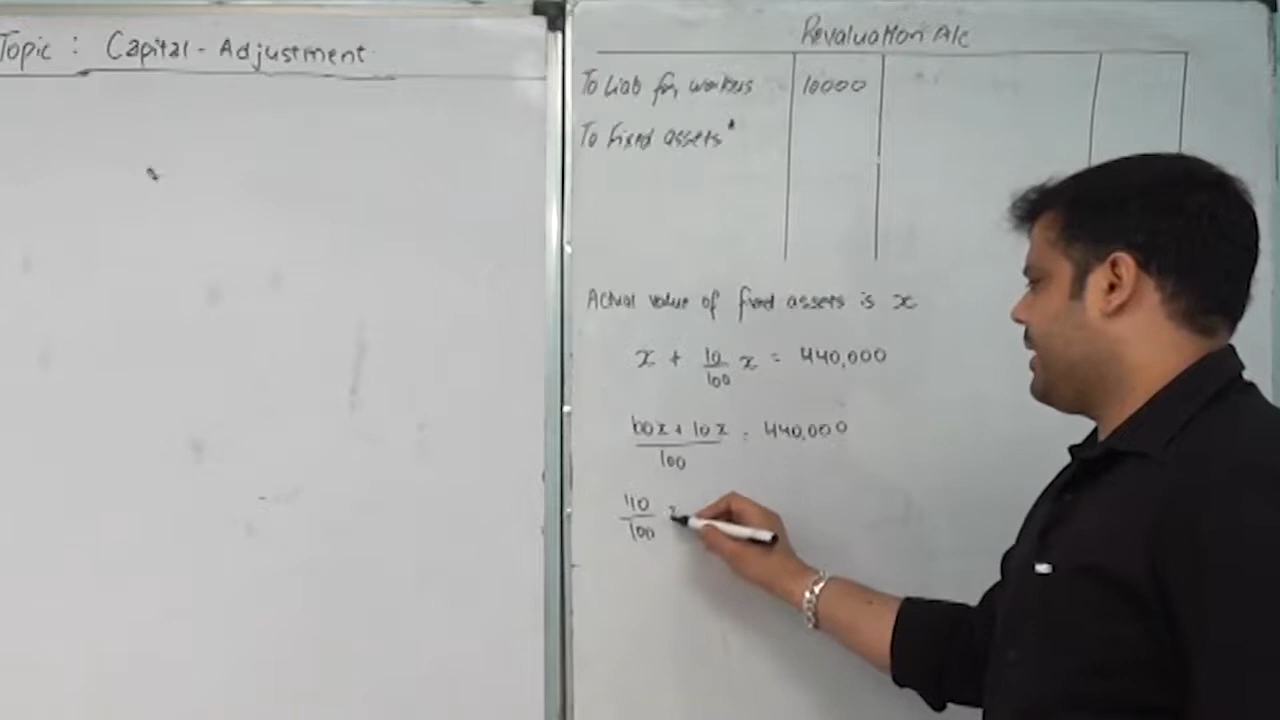 Topic : Capital - Adjustment
Revaluation A/c
To Liab for workers 10000
To Fixed assets
Actual value of fixed assets is x
x + 10/100 x = 440,000
100x + 10x / 100 = 440,000
110/100 x